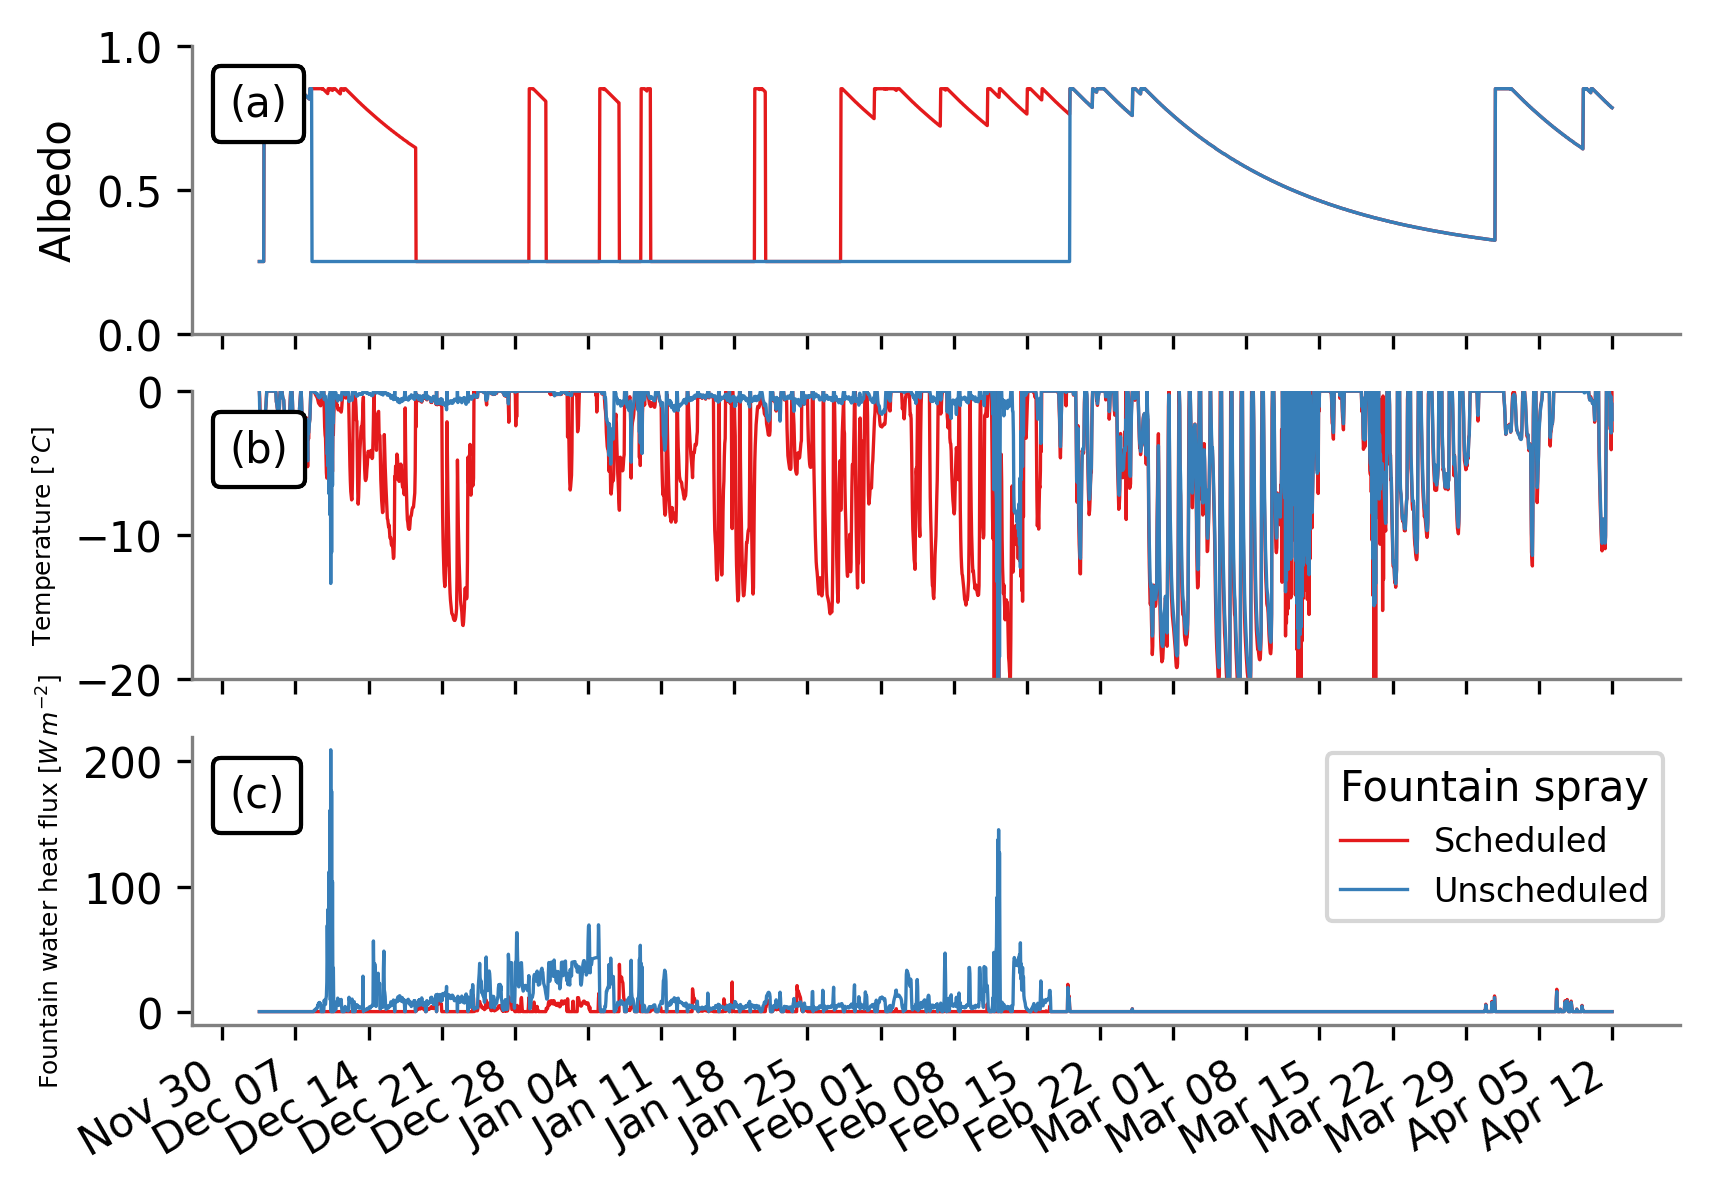 1.0
0.5
0.0
Albedo
(a)
0
−10
−20
Temperature [°C]
(b)
200
100
0
Fountain water heat flux [W m⁻²]
(c)
Fountain spray
Scheduled
Unscheduled
Nov 30
Dec 07
Dec 14
Dec 21
Dec 28
Jan 04
Jan 11
Jan 18
Jan 25
Feb 01
Feb 08
Feb 15
Feb 22
Mar 01
Mar 08
Mar 15
Mar 22
Mar 29
Apr 05
Apr 12